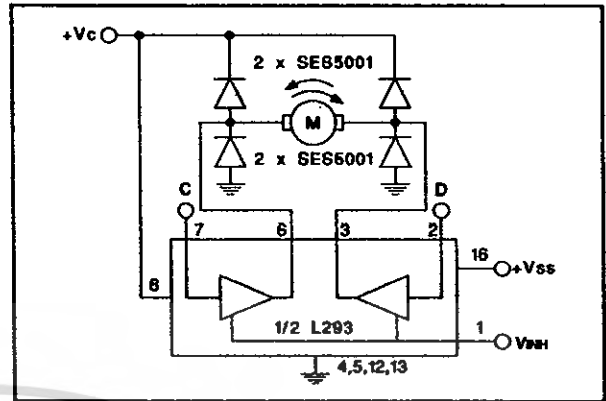 +Vc
2 x SES5001
M
2 x SES5001
C
D
7
6
3
2
16
+Vss
8
1/2 L293
1
VINH
4,5,12,13